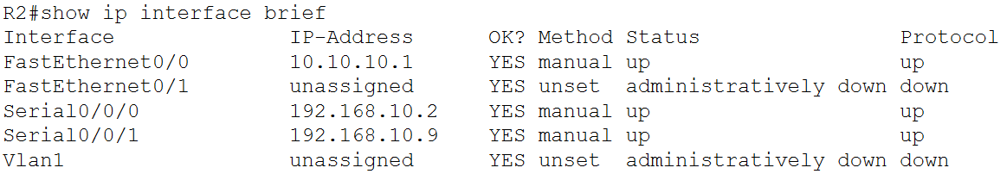 R2#show ip interface brief
Interface IP-Address OK? Method Status Protocol
FastEthernet0/0 10.10.10.1 YES manual up up
FastEthernet0/1 unassigned YES unset administratively down down
Serial0/0/0 192.168.10.2 YES manual up up
Serial0/0/1 192.168.10.9 YES manual up up
Vlan1 unassigned YES unset administratively down down